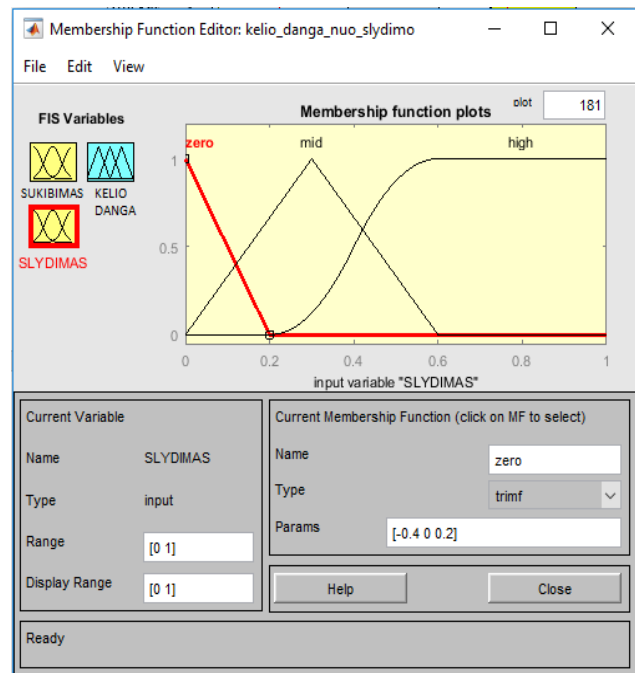 Membership Function Editor: kelio_danga_nuo_slydimo
File Edit View
FIS Variables
SUKIBIMAS
KELIO
DANGA
SLYDIMAS
Membership function plots
plot
181
zero mid high
1
0.5
0
0 0.2 0.4 0.6 0.8 1
input variable "SLYDIMAS"
Current Variable
Name SLYDIMAS
Type input
Range [0 1]
Display Range [0 1]
Current Membership Function (click on MF to select)
Name zero
Type trimf
Params [-0.4 0 0.2]
Help Close
Ready